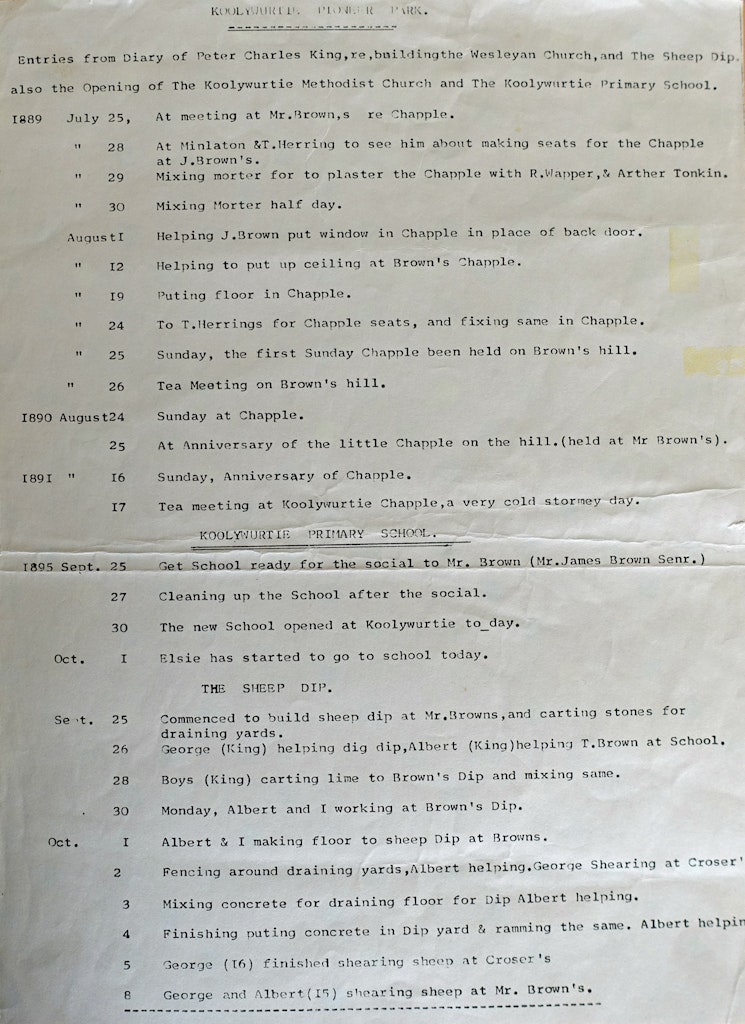 KOOLYWURTIE PIONEER PARK.
Entries from Diary of Peter Charles King,re,buildingthe Wesleyan Church,and The Sheep Dip.
also the Opening of The Koolywurtie Methodist Church and The Koolywurtie Primary School.
I889 July 25, At meeting at Mr.Brown,s re Chapple.
" 28 At Minlaton &T.Herring to see him about making seats for the Chapple
at J.Brown's.
" 29 Mixing morter for to plaster the Chapple with R.Wapper,& Arther Tonkin.
" 30 Mixing Morter half day.
AugustI Helping J.Brown put window in Chapple in place of back door.
" I2 Helping to put up ceiling at Brown's Chapple.
" I9 Puting floor in Chapple.
" 24 To T.Herrings for Chapple seats, and fixing same in Chapple.
" 25 Sunday, the first Sunday Chapple been held on Brown's hill.
" 26 Tea Meeting on Brown's hill.
I890 August24 Sunday at Chapple.
25 At Anniversary of the little Chapple on the hill.(held at Mr Brown's).
I89I " I6 Sunday, Anniversary of Chapple.
I7 Tea meeting at Koolywurtie Chapple,a very cold stormey day.
KOOLYWURTIE PRIMARY SCHOOL.
I895 Sept. 25 Get School ready for the social to Mr. Brown (Mr.James Brown Senr.)
27 Cleaning up the School after the social.
30 The new School opened at Koolywurtie to_day.
Oct. I Elsie has started to go to school today.
THE SHEEP DIP.
Se t. 25 Commenced to build sheep dip at Mr.Browns,and carting stones for
draining yards.
26 George (King) helping dig dip,Albert (King)helping T.Brown at School.
28 Boys (King) carting lime to Brown's Dip and mixing same.
30 Monday, Albert and I working at Brown's Dip.
Oct. I Albert & I making floor to sheep Dip at Browns.
2 Fencing around draining yards,Albert helping.George Shearing at Croser'
3 Mixing concrete for draining floor for Dip Albert helping.
4 Finishing puting concrete in Dip yard & ramming the same. Albert helpin
5 George (I6) finished shearing sheep at Croser's
8 George and Albert(I5) shearing sheep at Mr. Brown's.